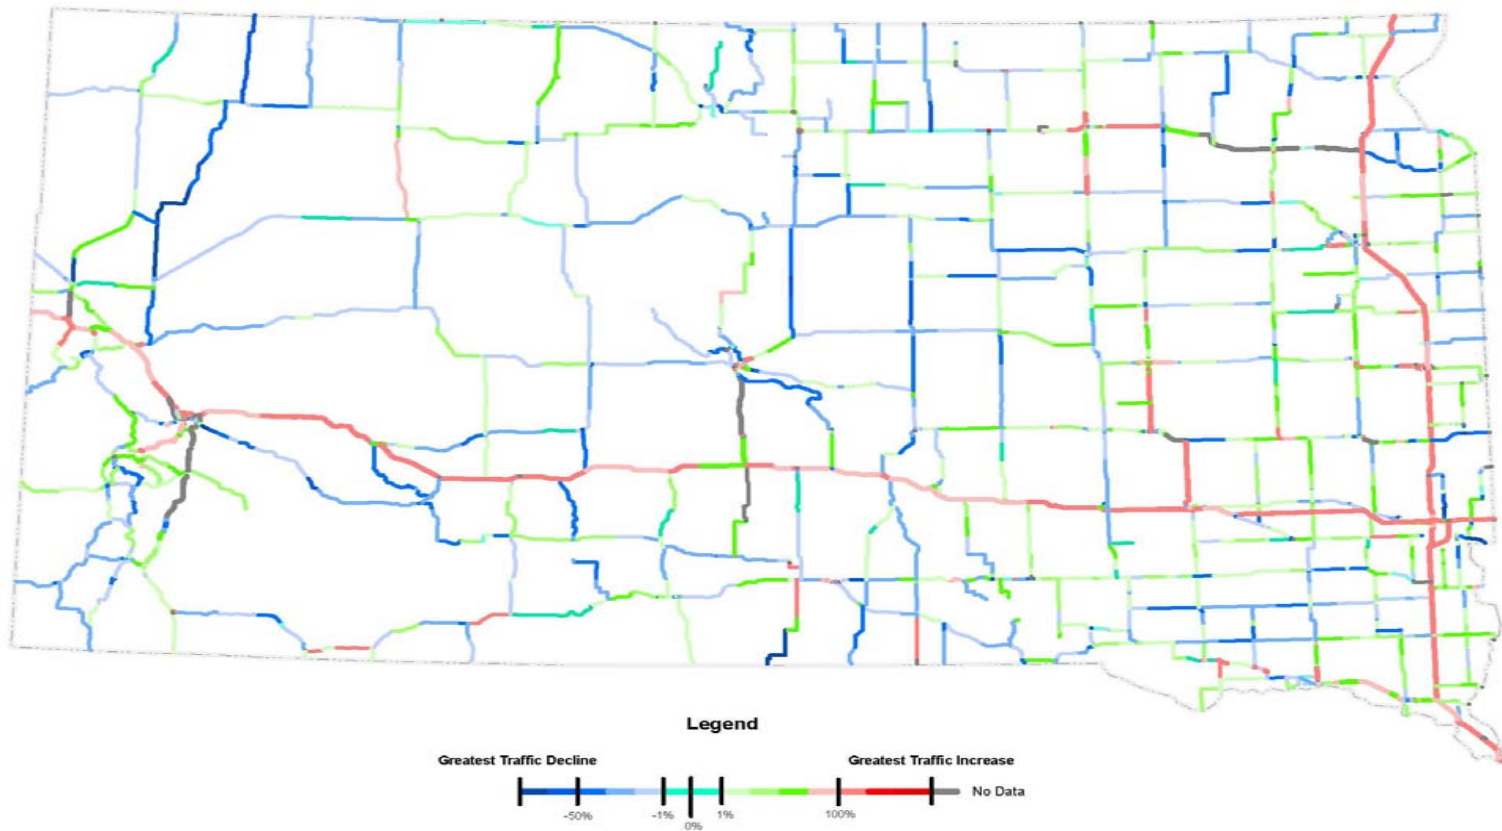 Legend
Greatest Traffic Decline Greatest Traffic Increase
No Data
-50% -1% 0% 1% 100%